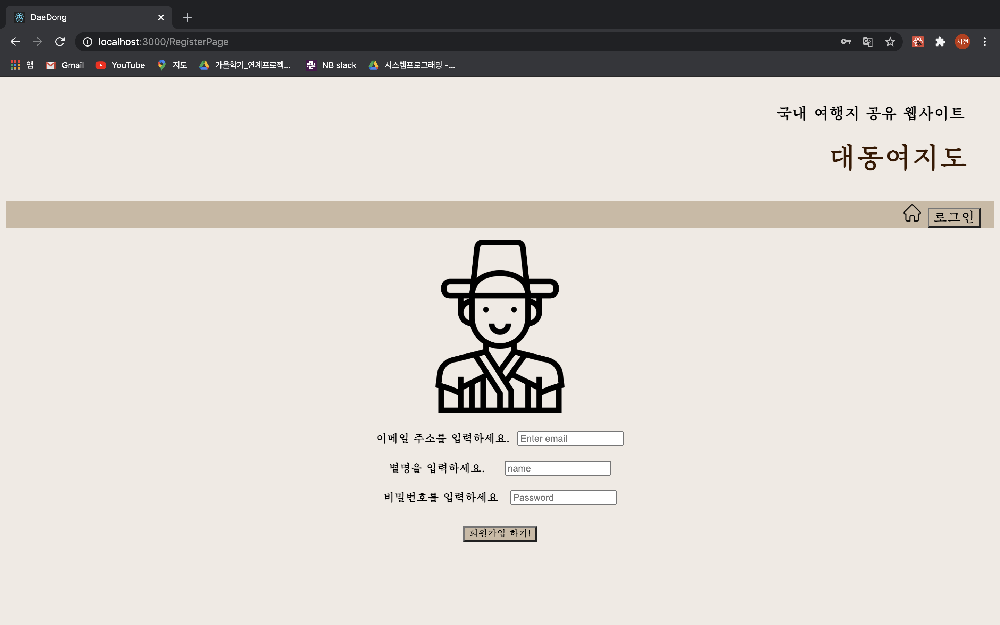 DaeDong
localhost:3000/RegisterPage
서현
앱 Gmail YouTube 지도 가을학기_연계프로젝... NB slack 시스템프로그래밍 -...
국내 여행지 공유 웹사이트
대동여지도
로그인
이메일 주소를 입력하세요. Enter email
별명을 입력하세요. name
비밀번호를 입력하세요 Password
회원가입 하기!